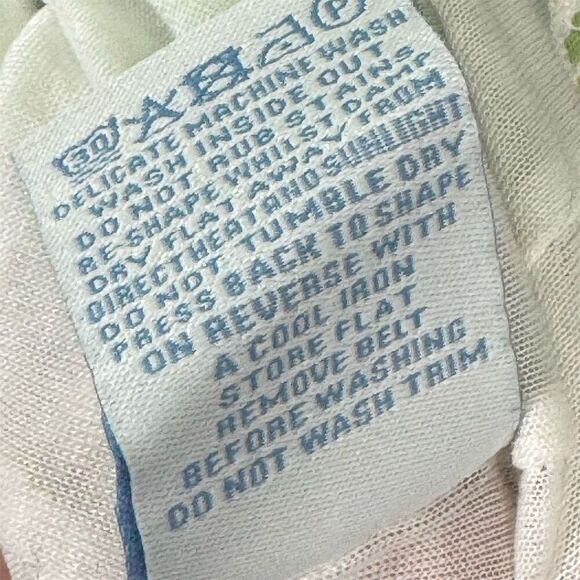 30 P
DELICATE MACHINE WASH
WASH INSIDE OUT
DO NOT RUB STAINS
RE-SHAPE WHILST DAMP
DRY FLAT AWAY FROM
DIRECT HEAT AND SUNLIGHT
DO NOT TUMBLE DRY
PRESS BACK TO SHAPE
ON REVERSE WITH
A COOL IRON
STORE FLAT
REMOVE BELT
BEFORE WASHING
DO NOT WASH TRIM